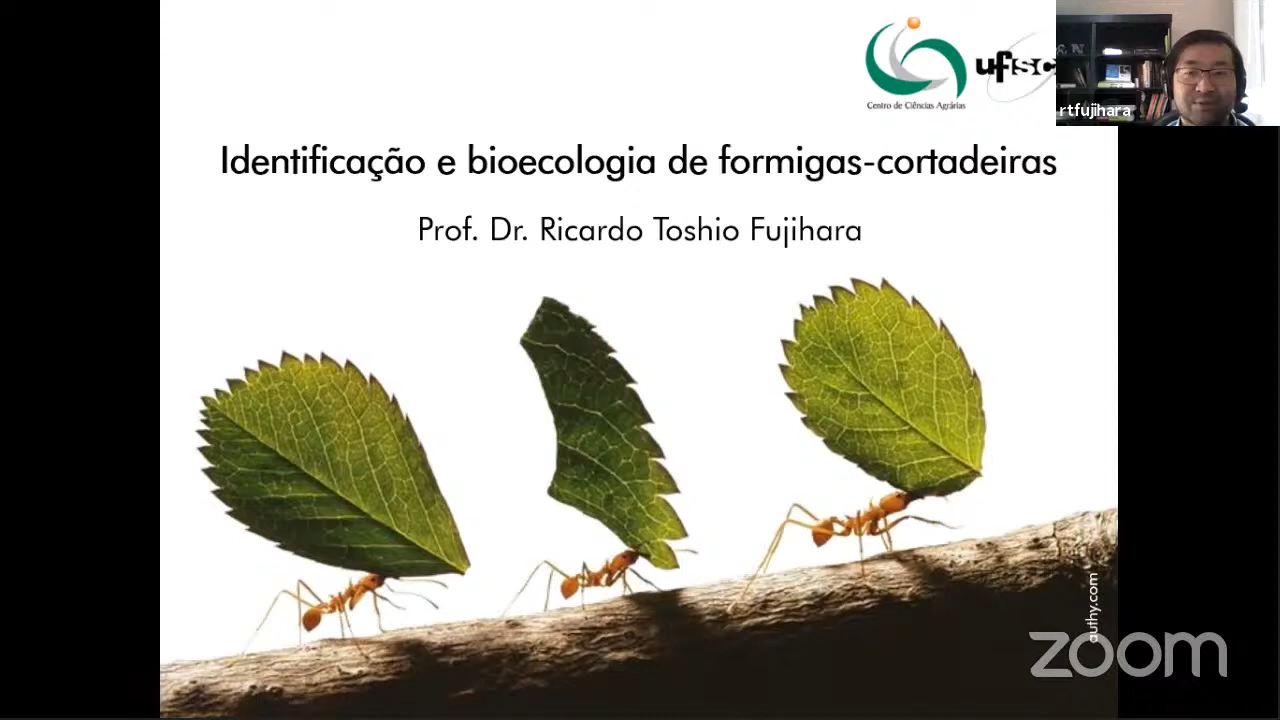 ufsc
Centro de Ciências Agrárias
rtfujihara
Identificação e bioecologia de formigas-cortadeiras
Prof. Dr. Ricardo Toshio Fujihara
authy.com
zoom